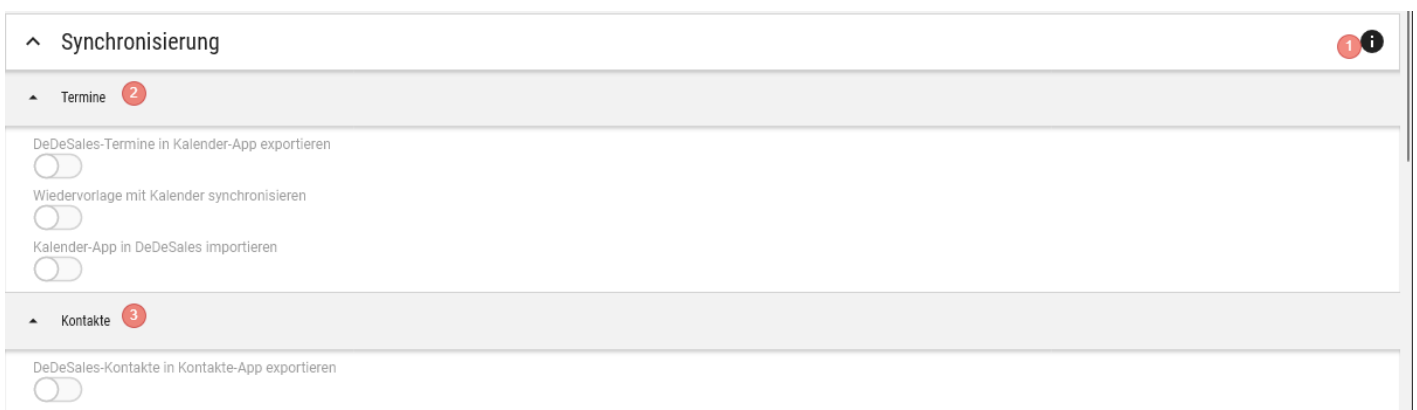 Synchronisierung
1 i
Termine 2
DeDeSales-Termine in Kalender-App exportieren
Wiedervorlage mit Kalender synchronisieren
Kalender-App in DeDeSales importieren
Kontakte 3
DeDeSales-Kontakte in Kontakte-App exportieren